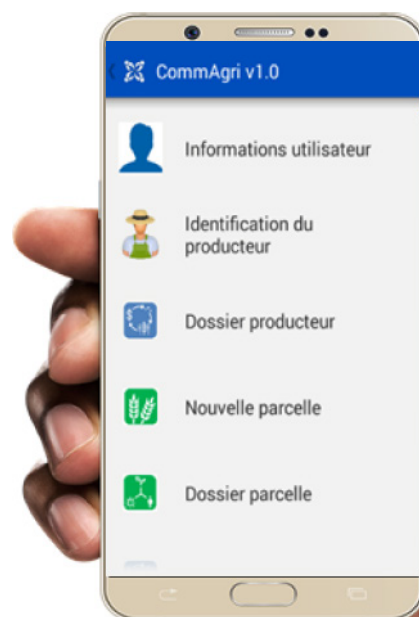 CommAgri v1.0
Informations utilisateur
Identification du
producteur
Dossier producteur
Nouvelle parcelle
Dossier parcelle